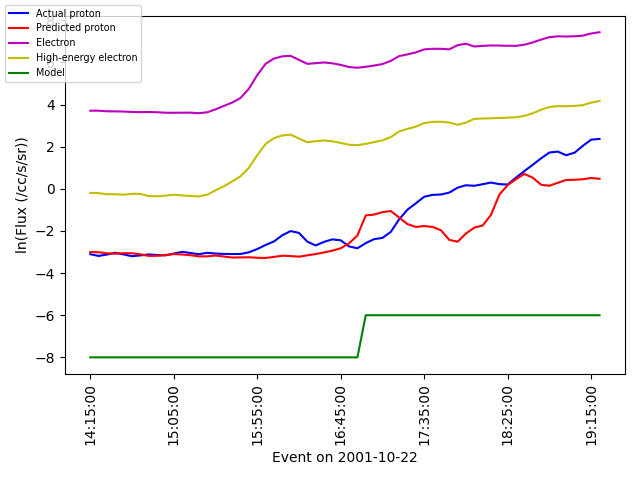 Actual proton
Predicted proton
Electron
High-energy electron
Model
4
2
0
−2
−4
−6
−8
ln(Flux (/cc/s/sr))
14:15:00
15:05:00
15:55:00
16:45:00
17:35:00
18:25:00
19:15:00
Event on 2001-10-22